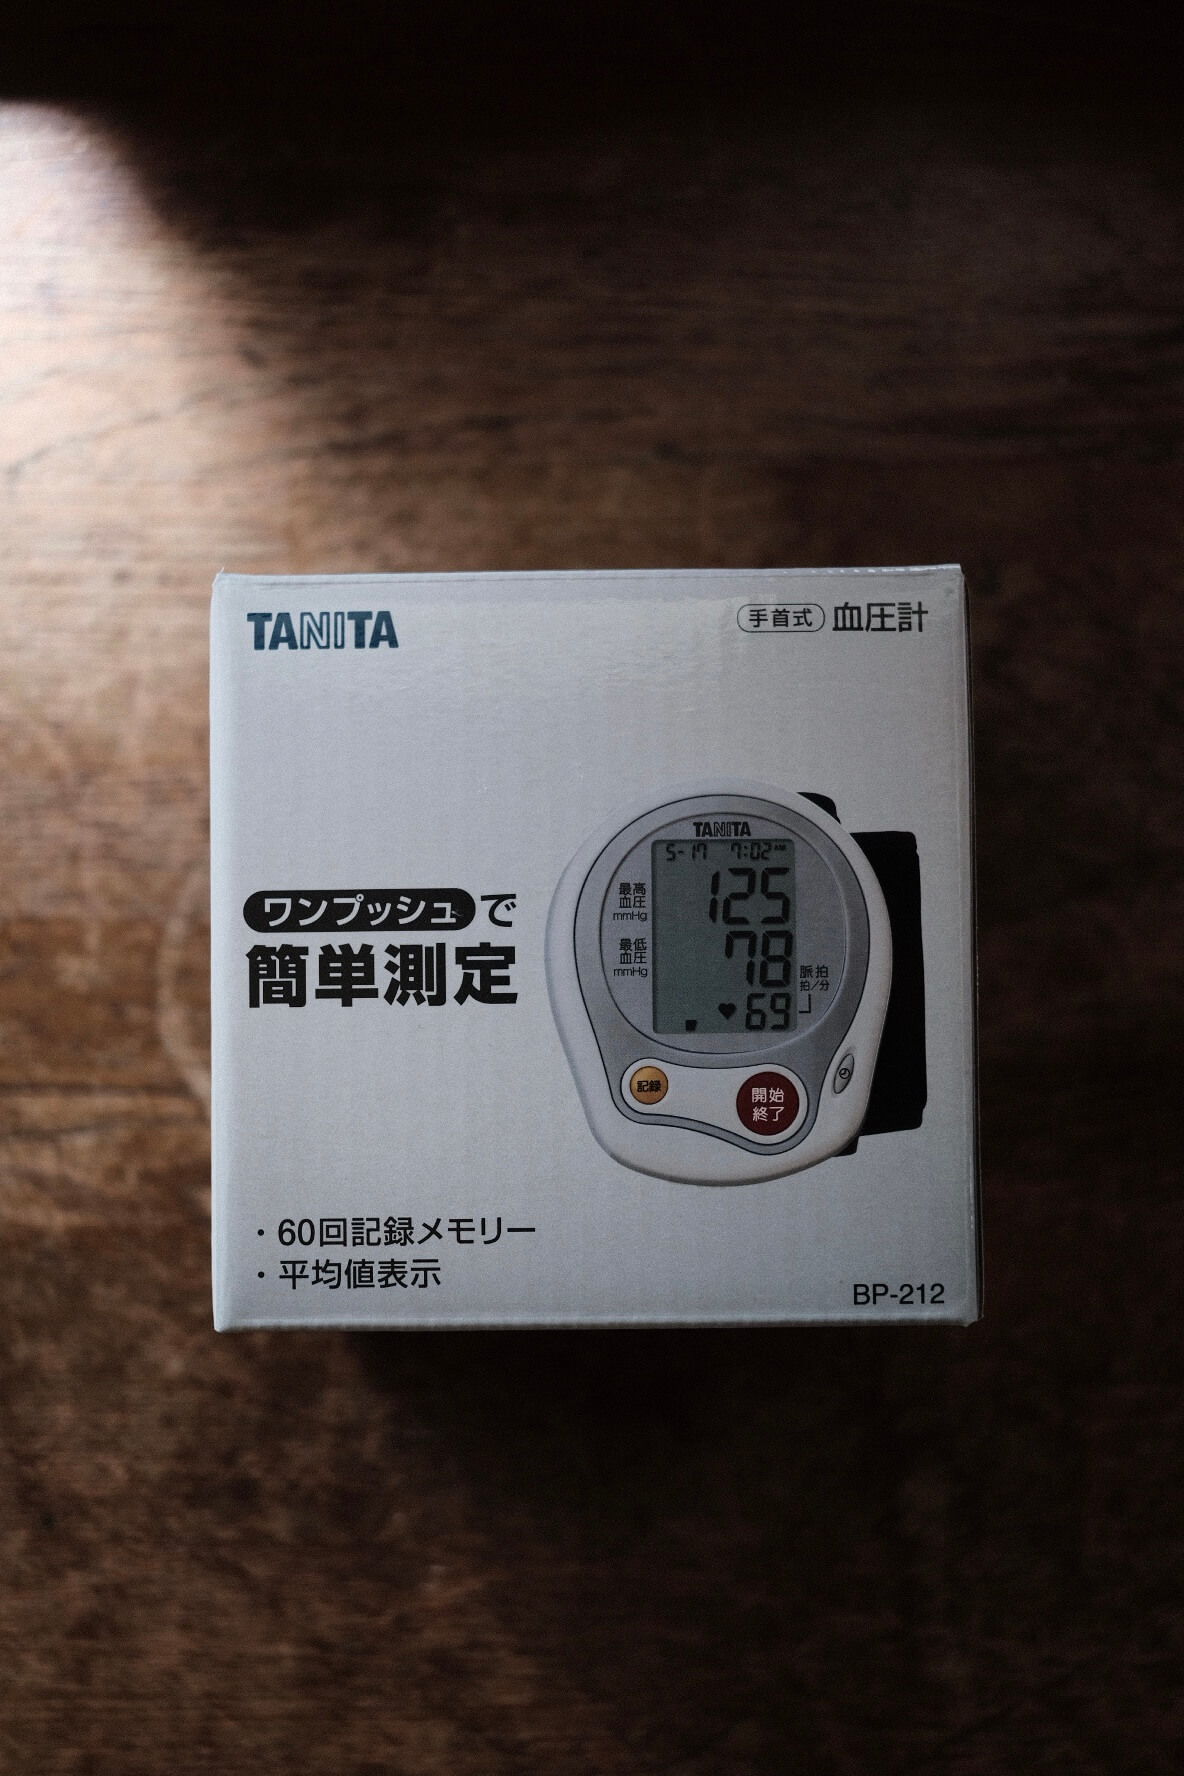 TANITA
手首式 血圧計
ワンプッシュで
簡単測定
TANITA
5-17 7:02 AM
最高
血圧
mmHg
125
最低
血圧
mmHg
78
脈拍
拍/分
69
記録
開始
終了
・60回記録メモリー
・平均値表示
BP-212